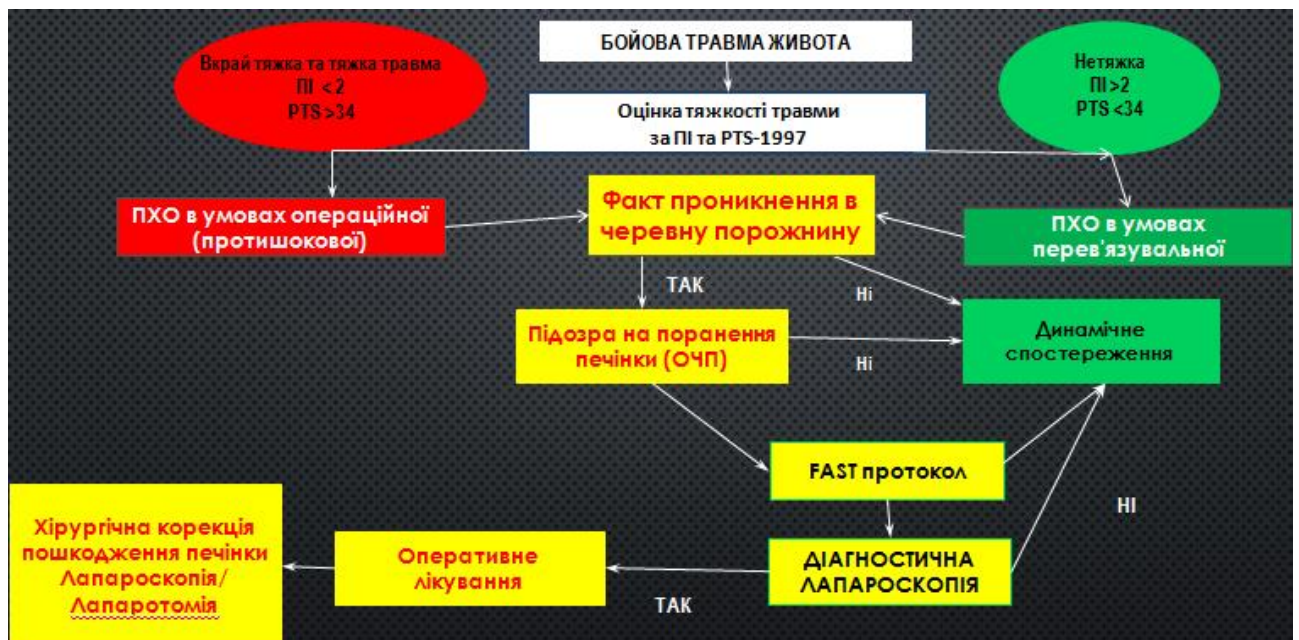 БОЙОВА ТРАВМА ЖИВОТА
Вкрай тяжка та тяжка травма
ПІ < 2
PTS >34
Оцінка тяжкості травми
за ПІ та PTS-1997
Нетяжка
ПІ >2
PTS <34
ПХО в умовах операційної
(протишокової)
Факт проникнення в
черевну порожнину
ПХО в умовах
перев'язувальної
ТАК
Ні
Підозра на поранення
печінки (ОЧП)
Ні
Динамічне
спостереження
FAST протокол
НІ
Хірургічна корекція
пошкодження печінки
Лапароскопія/
Лапаротомія
Оперативне
лікування
ДІАГНОСТИЧНА
ЛАПАРОСКОПІЯ
ТАК